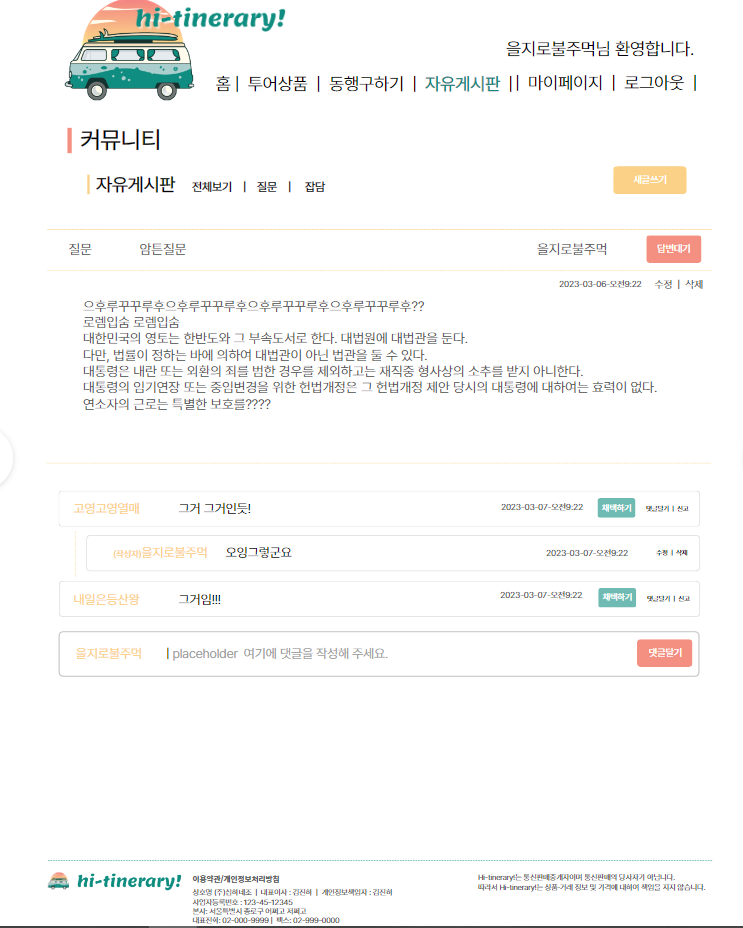 hi-tinerary!
을지로불주먹님 환영합니다.
홈 | 투어상품 | 동행구하기 | 자유게시판 || 마이페이지 | 로그아웃 |
커뮤니티
자유게시판 전체보기 | 질문 | 잡담
새글쓰기
질문 암튼질문 을지로불주먹 답변대기
2023-03-06-오전9:22 수정 | 삭제
으후루꾸꾸루후으후루꾸꾸루후으후루꾸꾸루후으후루꾸꾸루후??
로렘입숨 로렘입숨
대한민국의 영토는 한반도와 그 부속도서로 한다. 대법원에 대법관을 둔다.
다만, 법률이 정하는 바에 의하여 대법관이 아닌 법관을 둘 수 있다.
대통령은 내란 또는 외환의 죄를 범한 경우를 제외하고는 재직중 형사상의 소추를 받지 아니한다.
대통령의 임기연장 또는 중임변경을 위한 헌법개정은 그 헌법개정 제안 당시의 대통령에 대하여는 효력이 없다.
연소자의 근로는 특별한 보호를????
고영고영열매 그거 그거인듯! 2023-03-07-오전9:22 채택하기 댓글달기 | 신고
(작성자)을지로불주먹 오잉그렇군요 2023-03-07-오전9:22 수정 | 삭제
내일은등산왕 그거임!!! 2023-03-07-오전9:22 채택하기 댓글달기 | 신고
을지로불주먹 | placeholder 여기에 댓글을 작성해 주세요. 댓글달기
hi-tinerary!
이용약관/개인정보처리방침
상호명 (주)신히네조 | 대표이사 : 김진히 | 개인정보책임자 : 김진히
사업자등록번호 : 123-45-12345
본사: 서울특별시 종로구 어쩌고 저쩌고
대표전화: 02-000-9999 | 팩스: 02-999-0000
Hi-tinerary!는 통신판매중개자이며 통신판매의 당사자가 아닙니다.
따라서 Hi-tinerary!는 상품·거래 정보 및 가격에 대하여 책임을 지지 않습니다.